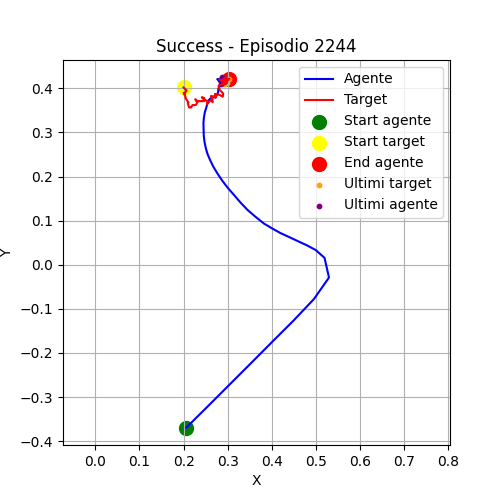 Success - Episodio 2244
Agente
Target
Start agente
Start target
End agente
Ultimi target
Ultimi agente
Y
0.4
0.3
0.2
0.1
0.0
−0.1
−0.2
−0.3
−0.4
0.0 0.1 0.2 0.3 0.4 0.5 0.6 0.7 0.8
X